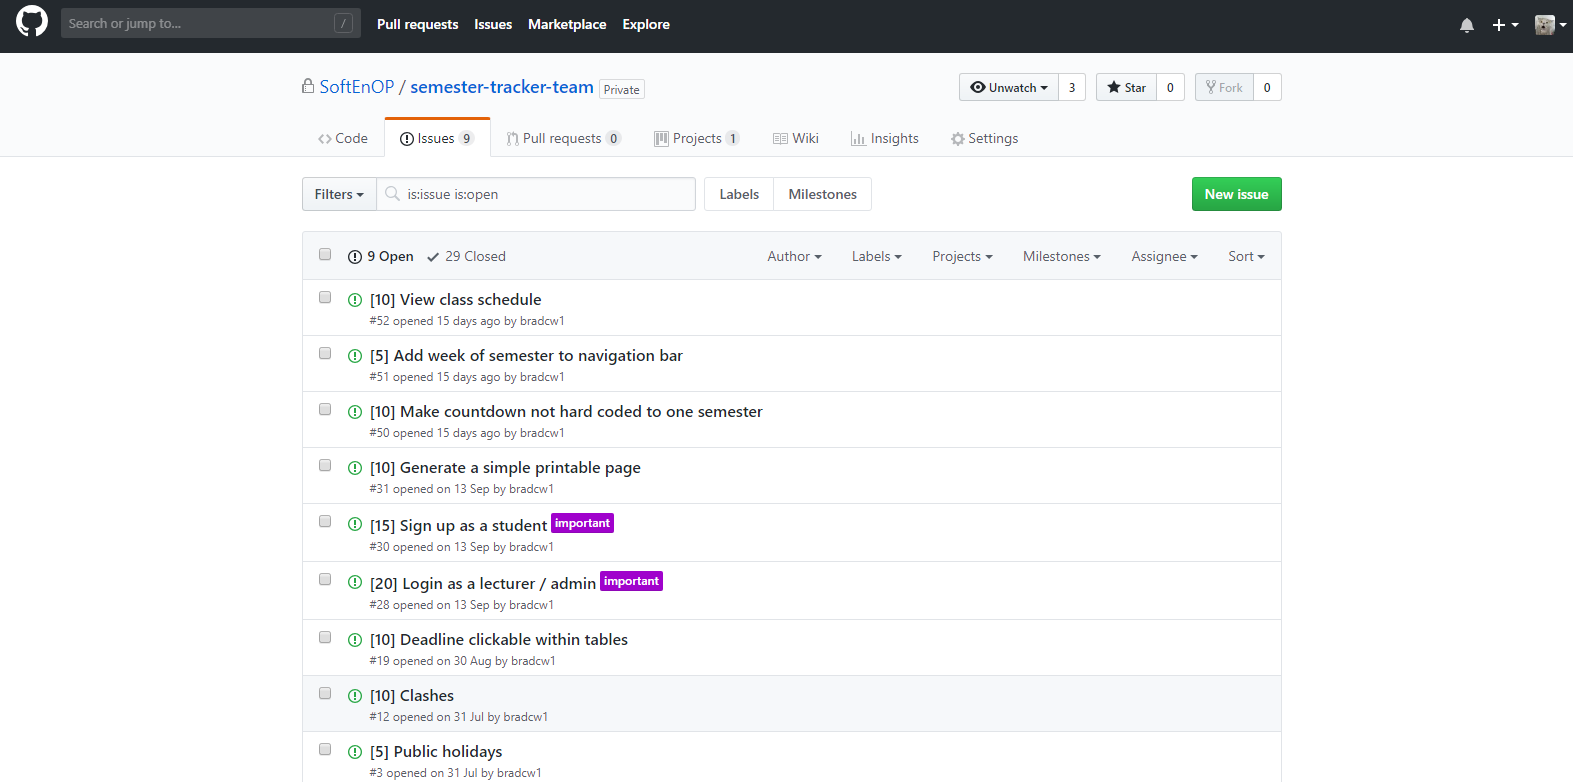 Search or jump to... /
Pull requests Issues Marketplace Explore
SoftEnOP / semester-tracker-team Private
Unwatch 3 Star 0 Fork 0
Code Issues 9 Pull requests 0 Projects 1 Wiki Insights Settings
Filters is:issue is:open Labels Milestones New issue
9 Open 29 Closed Author Labels Projects Milestones Assignee Sort
[10] View class schedule
#52 opened 15 days ago by bradcw1
[5] Add week of semester to navigation bar
#51 opened 15 days ago by bradcw1
[10] Make countdown not hard coded to one semester
#50 opened 15 days ago by bradcw1
[10] Generate a simple printable page
#31 opened on 13 Sep by bradcw1
[15] Sign up as a student important
#30 opened on 13 Sep by bradcw1
[20] Login as a lecturer / admin important
#28 opened on 13 Sep by bradcw1
[10] Deadline clickable within tables
#19 opened on 30 Aug by bradcw1
[10] Clashes
#12 opened on 31 Jul by bradcw1
[5] Public holidays
#3 opened on 31 Jul by bradcw1